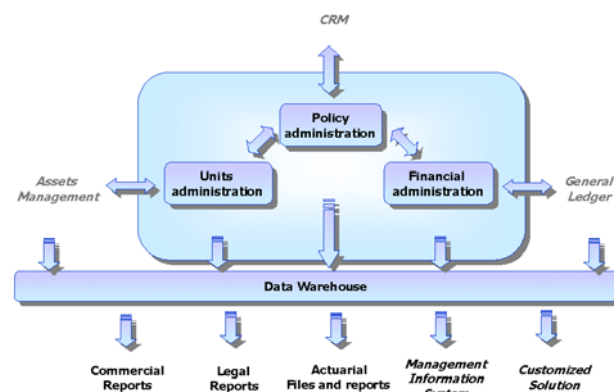 CRM
Policy
administration
Units
administration
Financial
administration
Assets
Management
General
Ledger
Data Warehouse
Commercial
Reports
Legal
Reports
Actuarial
Files and reports
Management
Information
System
Customized
Solution